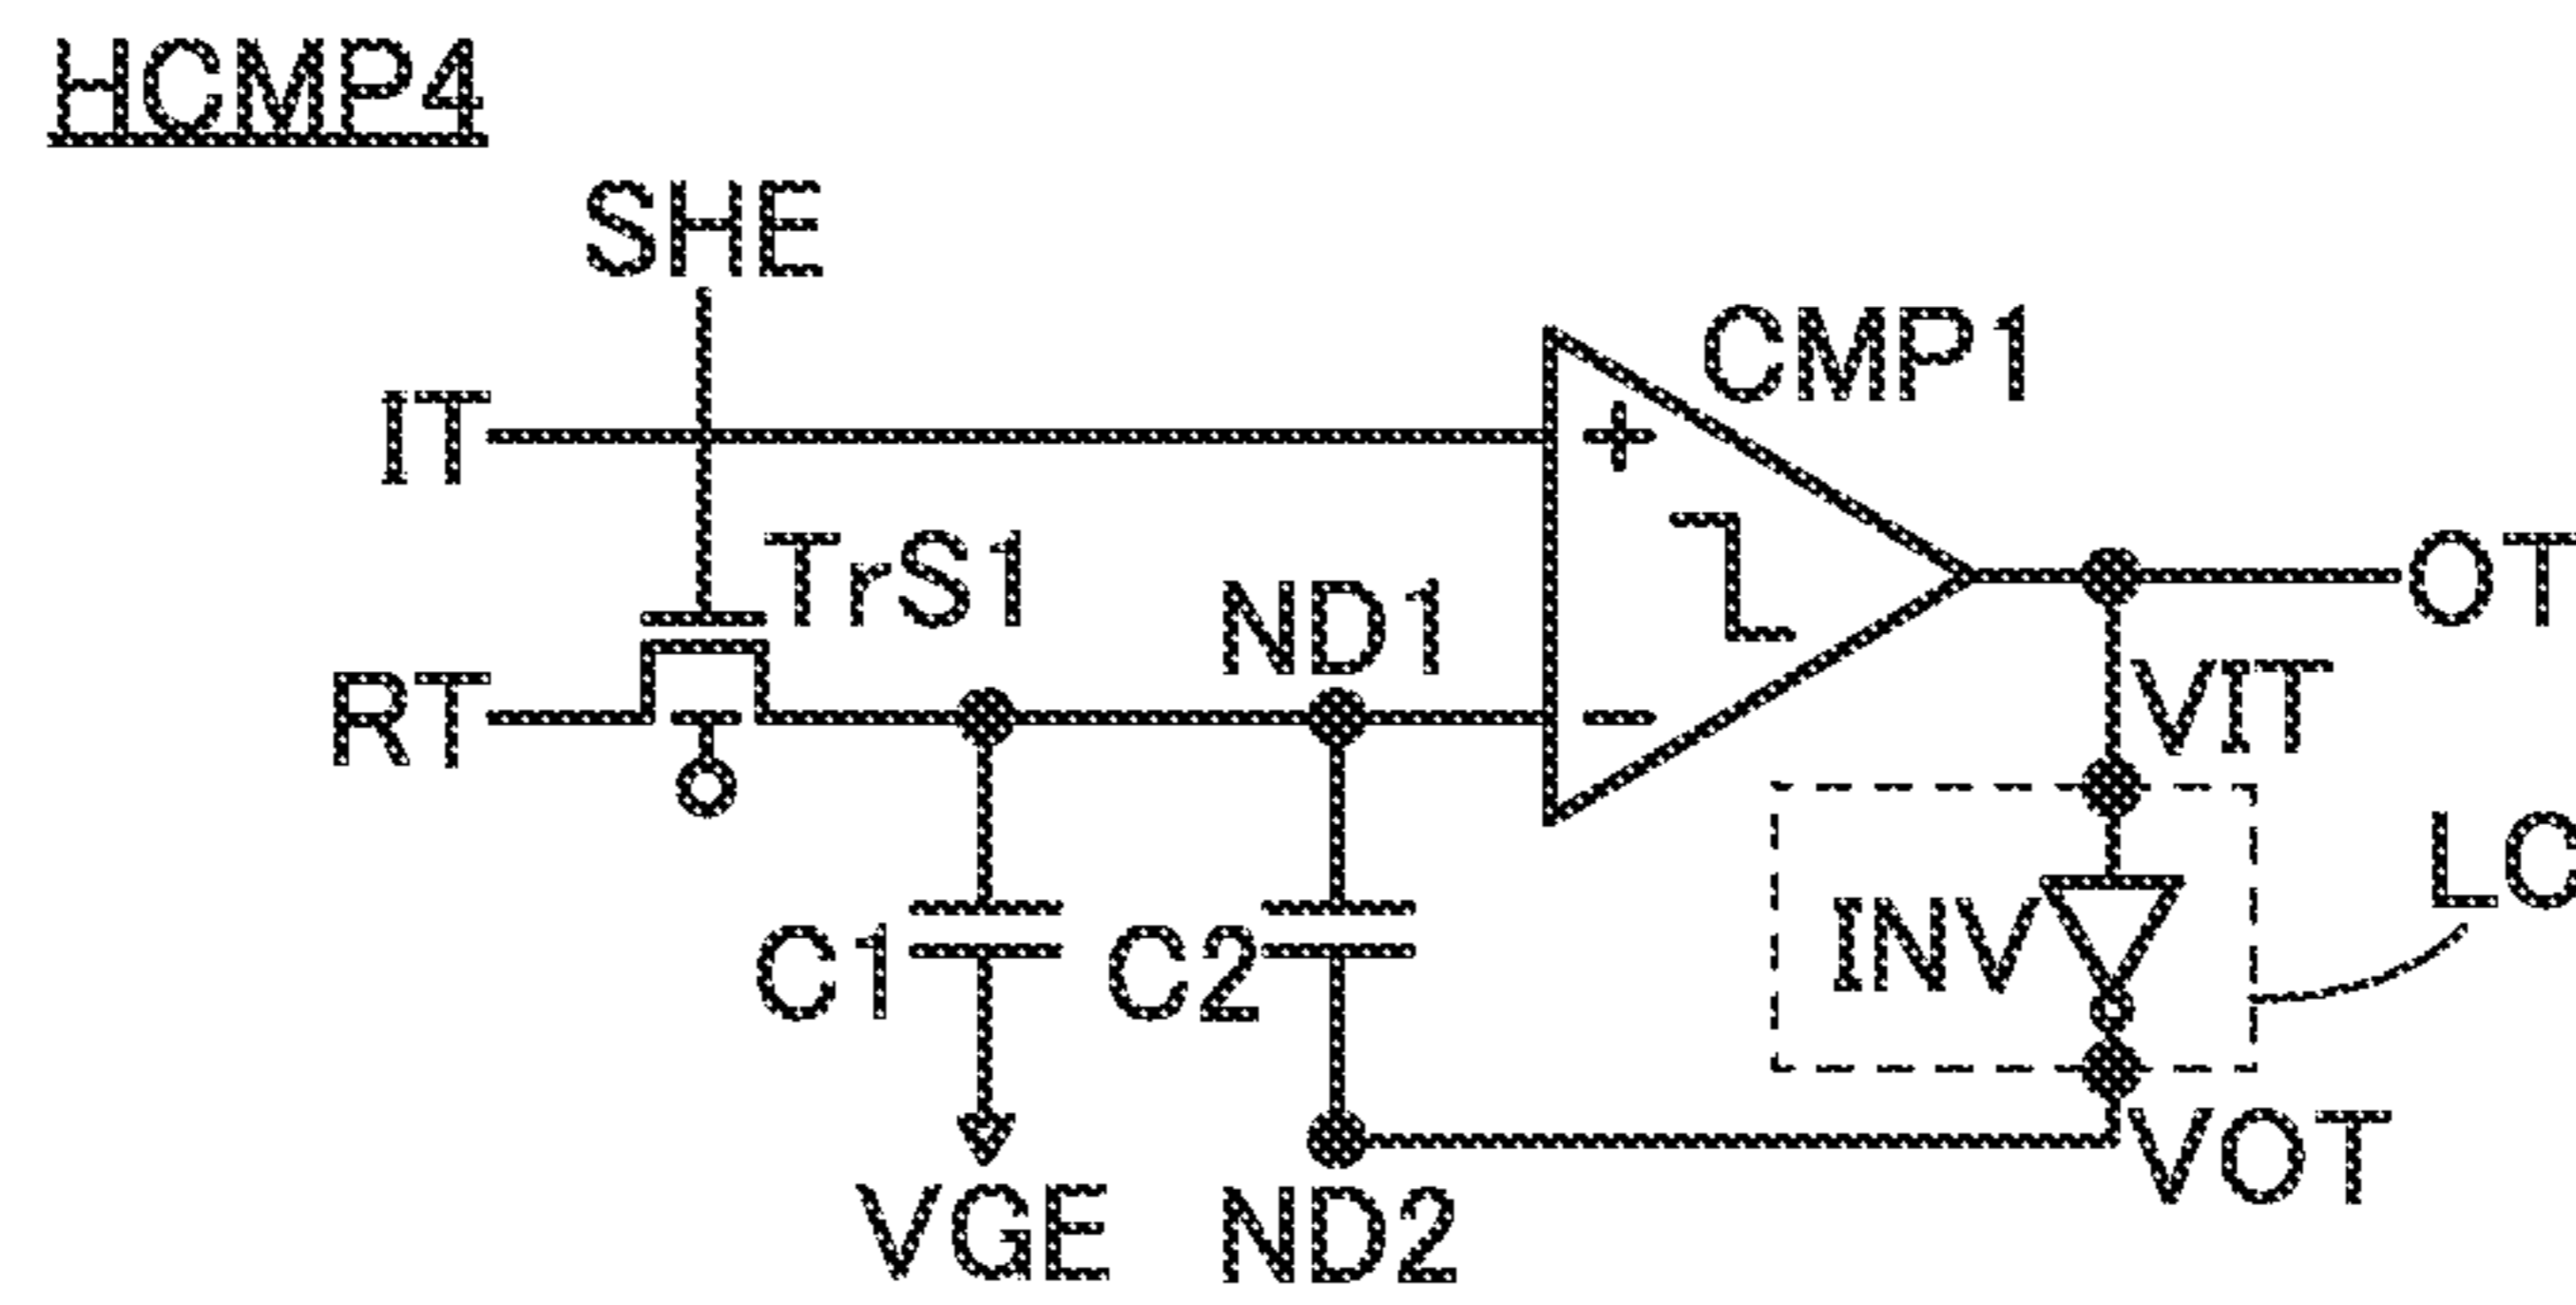 HCMP4
SHE
CMP1
IT
+
TrS1
ND1
OT
RT
-
VIT
LC
INV
C1
C2
VOT
VGE
ND2